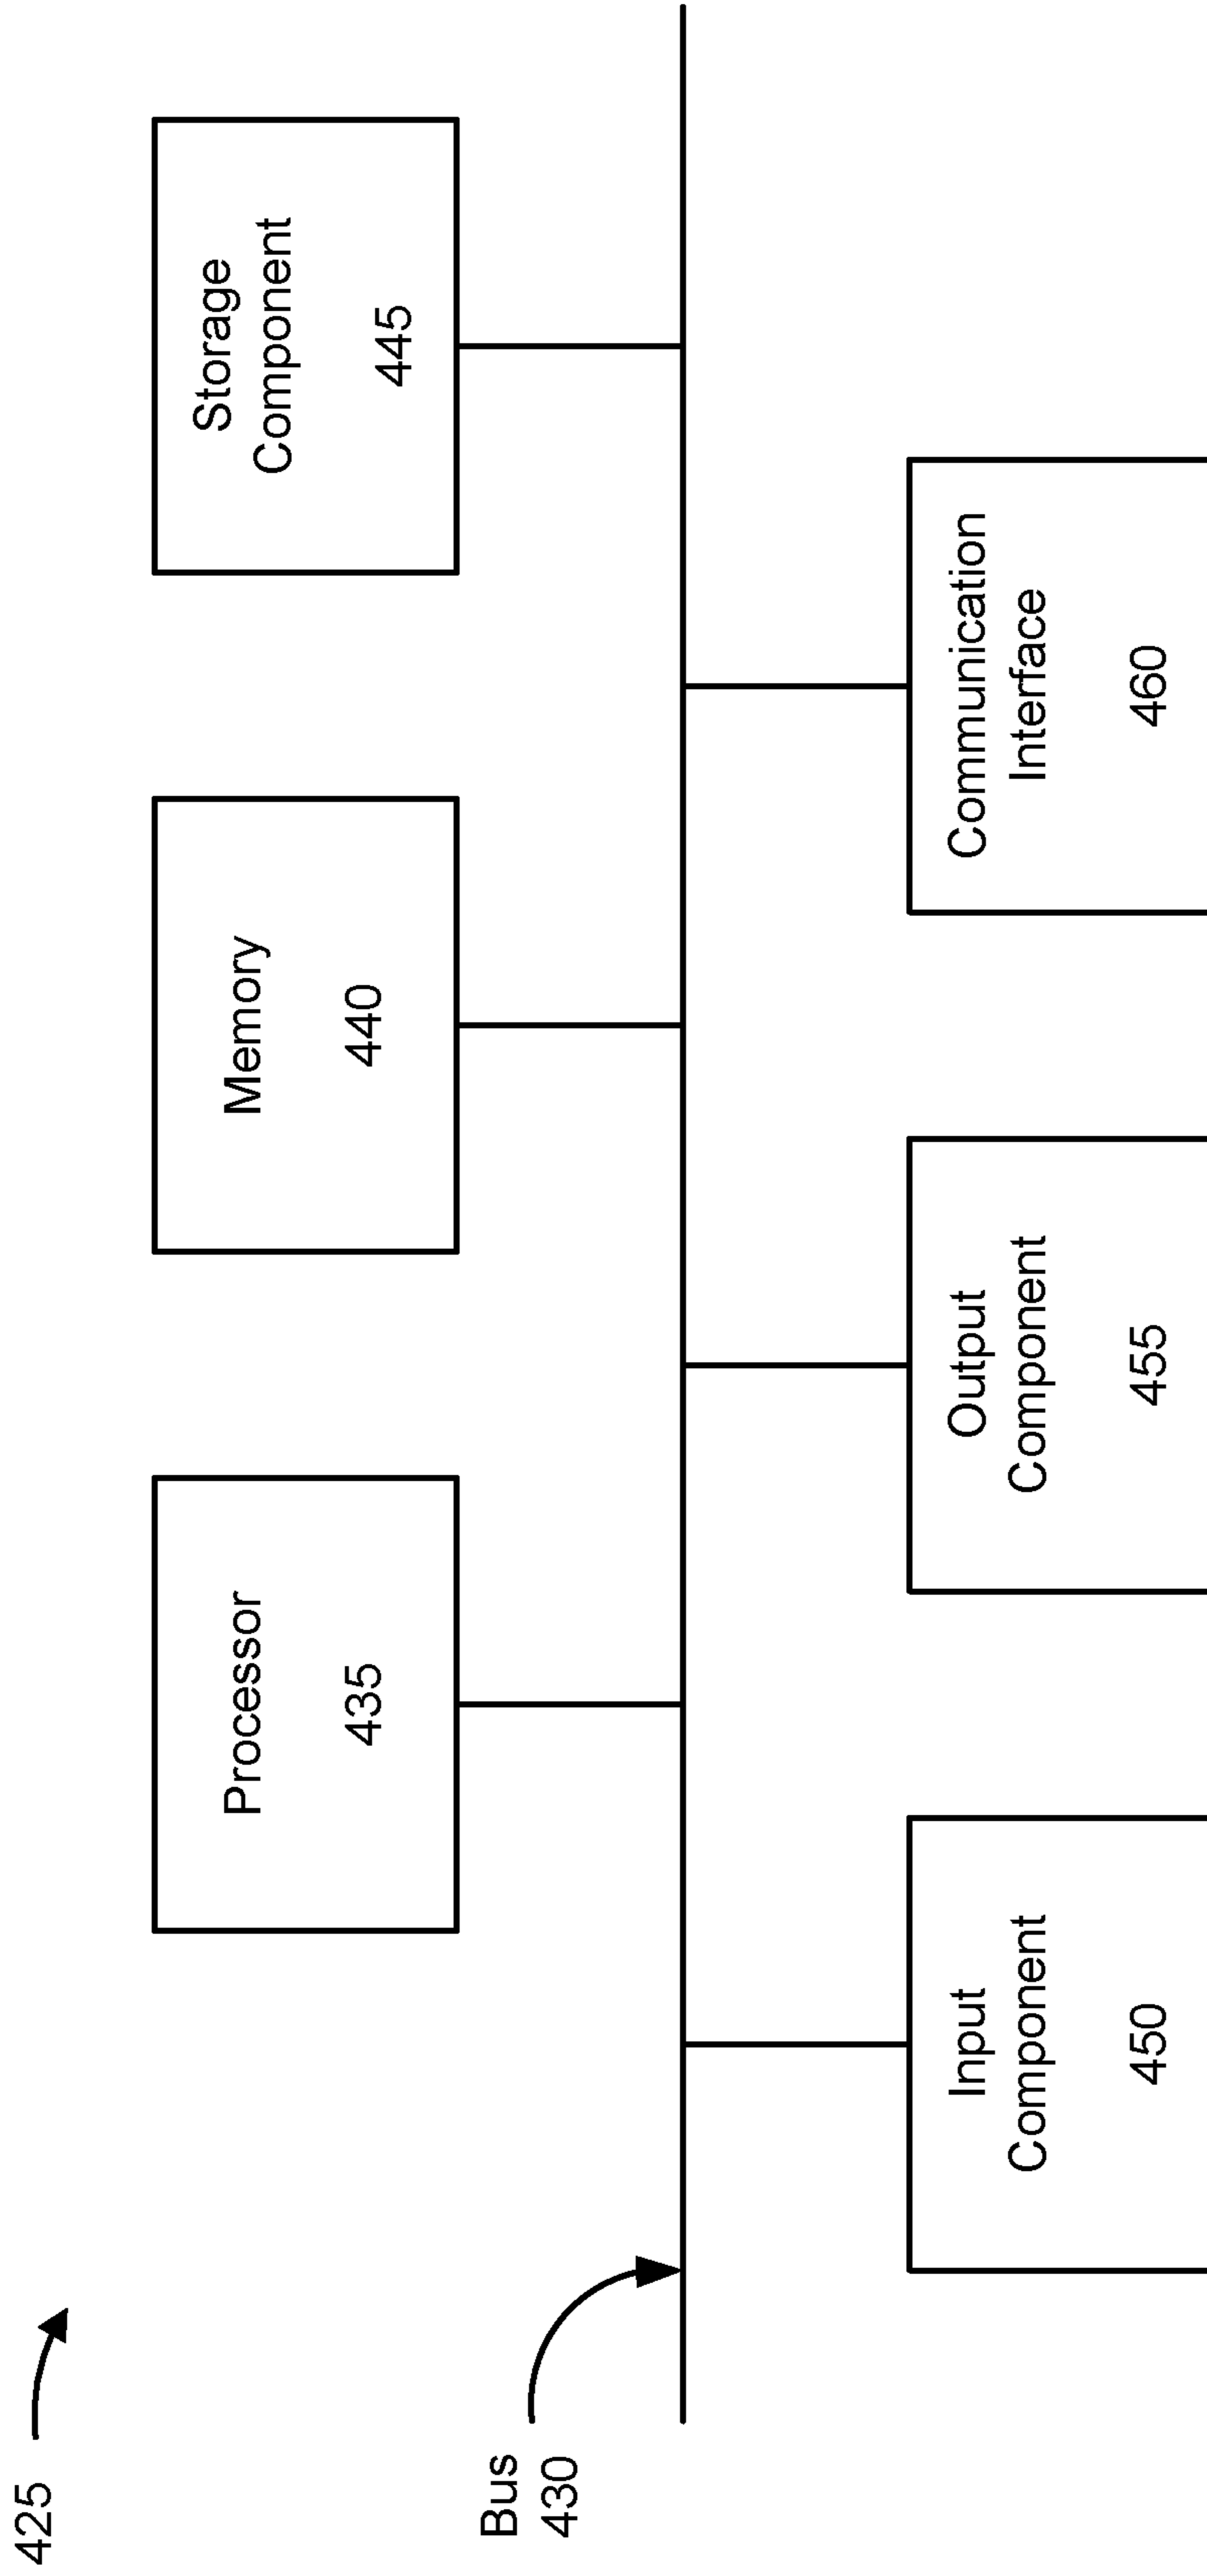 425
Processor
435
Memory
440
Storage
Component
445
Bus
430
Input
Component
450
Output
Component
455
Communication
Interface
460